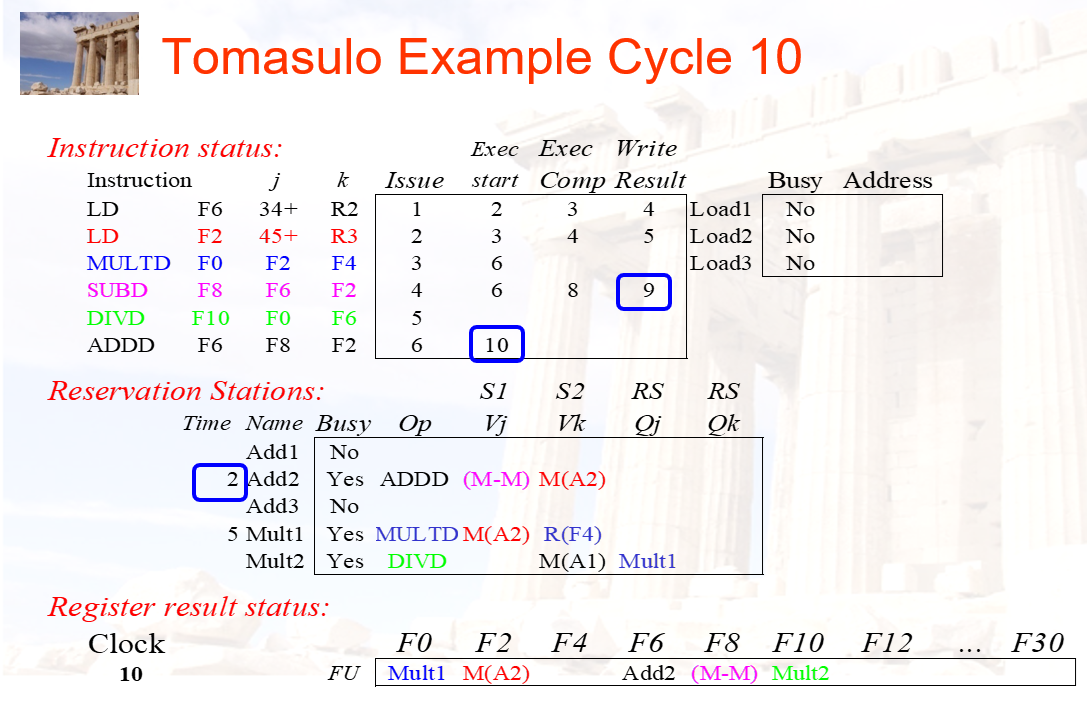 Tomasulo Example Cycle 10
Instruction status: Exec Exec Write
Instruction j k Issue start Comp Result Busy Address
LD F6 34+ R2 1 2 3 4 Load1 No
LD F2 45+ R3 2 3 4 5 Load2 No
MULTD F0 F2 F4 3 6 Load3 No
SUBD F8 F6 F2 4 6 8 9
DIVD F10 F0 F6 5
ADDD F6 F8 F2 6 10
Reservation Stations: S1 S2 RS RS
Time Name Busy Op Vj Vk Qj Qk
Add1 No
2 Add2 Yes ADDD (M-M) M(A2)
Add3 No
5 Mult1 Yes MULTD M(A2) R(F4)
Mult2 Yes DIVD M(A1) Mult1
Register result status:
Clock F0 F2 F4 F6 F8 F10 F12 ... F30
10 FU Mult1 M(A2) Add2 (M-M) Mult2